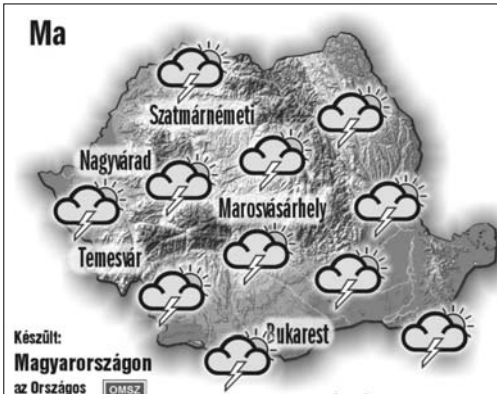 Ma
Szatmárnémeti
Nagyvárad
Marosvásárhely
Temesvár
Bukarest
Készült:
Magyarországon
az Országos
OMSZ